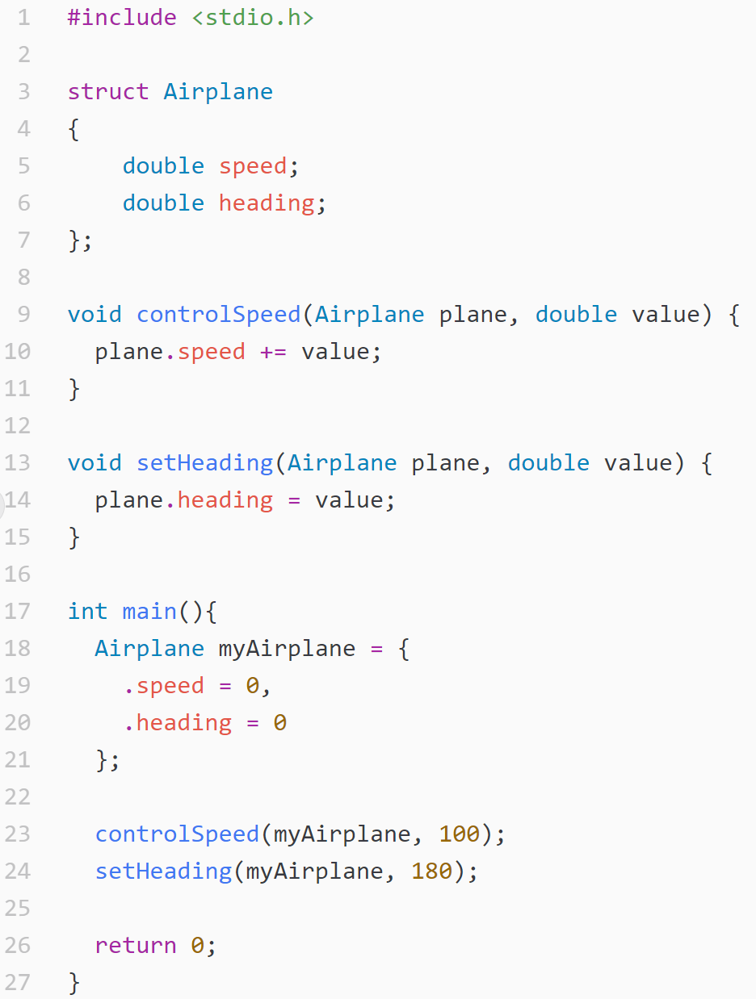 1 #include <stdio.h>
2
3 struct Airplane
4 {
5     double speed;
6     double heading;
7 };
8
9 void controlSpeed(Airplane plane, double value) {
10   plane.speed += value;
11 }
12
13 void setHeading(Airplane plane, double value) {
14   plane.heading = value;
15 }
16
17 int main(){
18   Airplane myAirplane = {
19     .speed = 0,
20     .heading = 0
21   };
22
23   controlSpeed(myAirplane, 100);
24   setHeading(myAirplane, 180);
25
26   return 0;
27 }